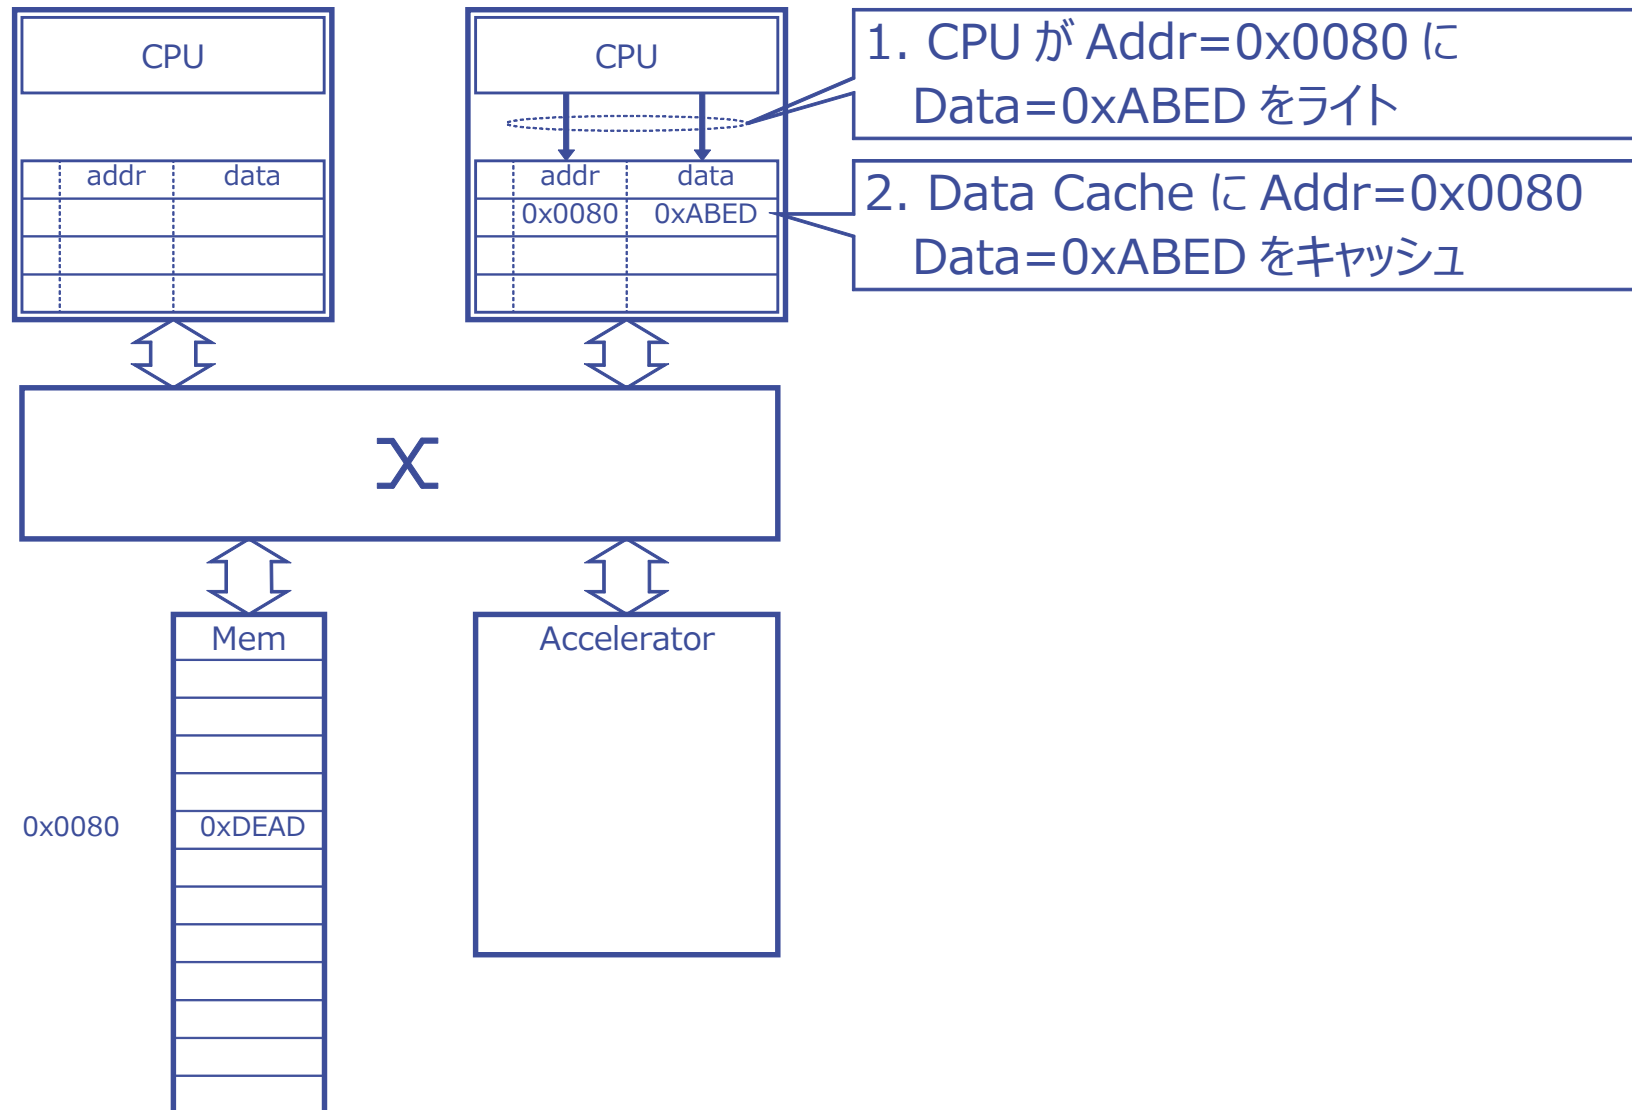 CPU
CPU
1. CPU が Addr=0x0080 に
Data=0xABED をライト
addr data
addr data
0x0080 0xABED
2. Data Cache に Addr=0x0080
Data=0xABED をキャッシュ
Mem
Accelerator
0x0080 0xDEAD